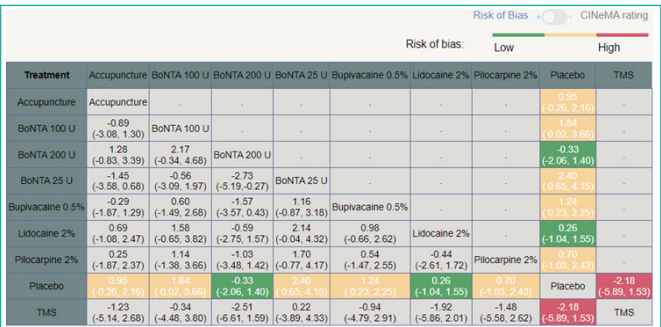 Risk of Bias CINeMA rating
Risk of bias: Low High
Treatment Accupuncture BoNTA 100 U BoNTA 200 U BoNTA 25 U Bupivacaine 0.5% Lidocaine 2% Pilocarpine 2% Placebo TMS
Accupuncture Accupuncture . . . . . . 0.95 .
(-0.26, 2.16)
BoNTA 100 U -0.89 BoNTA 100 U . . . . . 1.84 .
(-3.08, 1.30) (0.02, 3.66)
BoNTA 200 U 1.28 2.17 BoNTA 200 U . . . . -0.33 .
(-0.83, 3.39) (-0.34, 4.68) (-2.06, 1.40)
BoNTA 25 U -1.45 -0.56 -2.73 BoNTA 25 U . . . 2.40 .
(-3.58, 0.68) (-3.09, 1.97) (-5.19,-0.27) (0.65, 4.15)
Bupivacaine 0.5% -0.29 0.60 -1.57 1.16 Bupivacaine 0.5% . . 1.24 .
(-1.87, 1.29) (-1.49, 2.68) (-3.57, 0.43) (-0.87, 3.18) (0.23, 2.25)
Lidocaine 2% 0.69 1.58 -0.59 2.14 0.98 Lidocaine 2% . 0.26 .
(-1.08, 2.47) (-0.65, 3.82) (-2.75, 1.57) (-0.04, 4.32) (-0.66, 2.62) (-1.04, 1.55)
Pilocarpine 2% 0.25 1.14 -1.03 1.70 0.54 -0.44 Pilocarpine 2% 0.70 .
(-1.87, 2.37) (-1.38, 3.66) (-3.48, 1.42) (-0.77, 4.17) (-1.47, 2.55) (-2.61, 1.72) (-1.03, 2.43)
Placebo 0.95 1.84 -0.33 2.40 1.24 0.26 0.70 Placebo -2.18
(-0.26, 2.16) (0.02, 3.66) (-2.06, 1.40) (0.65, 4.15) (0.23, 2.25) (-1.04, 1.55) (-1.03, 2.43) (-5.89, 1.53)
TMS -1.23 -0.34 -2.51 0.22 -0.94 -1.92 -1.48 -2.18 TMS
(-5.14, 2.68) (-4.48, 3.80) (-6.61, 1.59) (-3.89, 4.33) (-4.79, 2.91) (-5.86, 2.01) (-5.58, 2.62) (-5.89, 1.53)